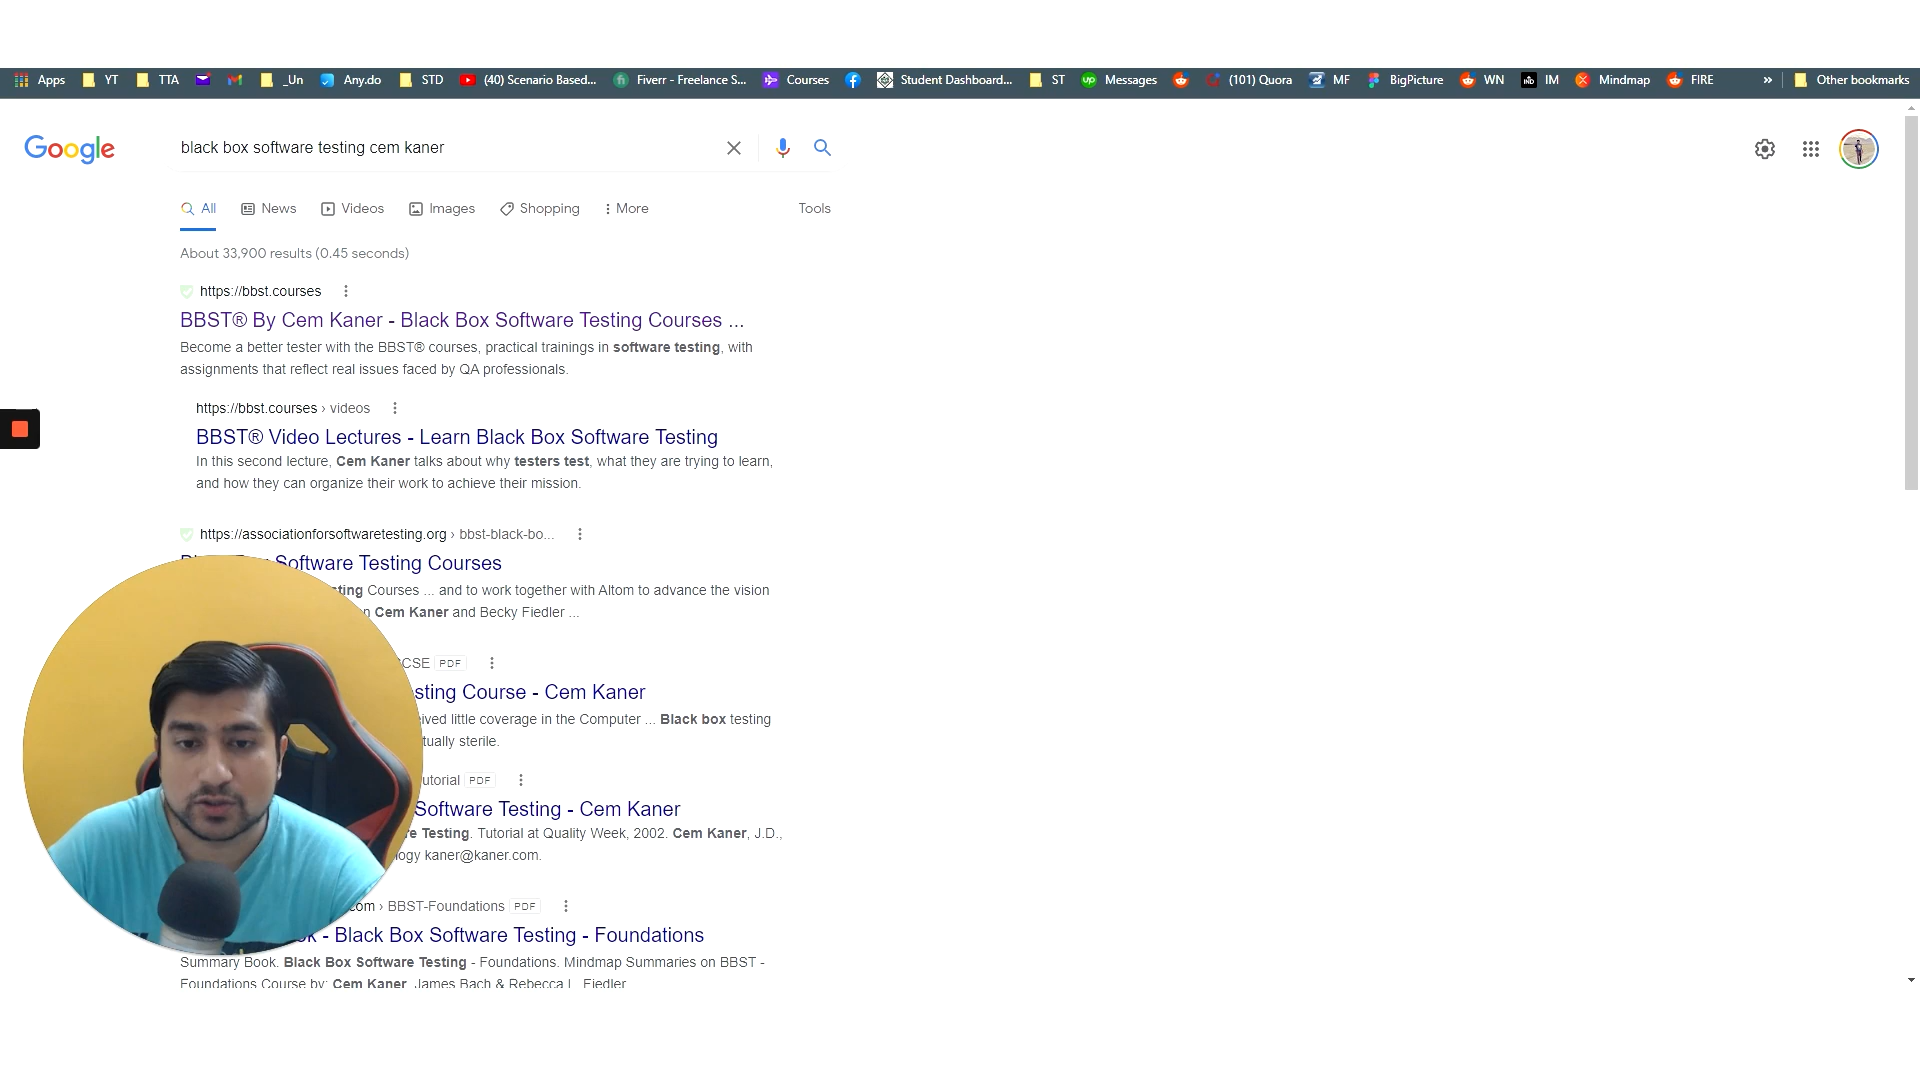 Apps YT TTA _Un Any.do STD (40) Scenario Based... Fiverr - Freelance S... Courses Student Dashboard... ST Messages (101) Quora MF BigPicture WN IM Mindmap FIRE » Other bookmarks
Google
black box software testing cem kaner
All News Videos Images Shopping More Tools
About 33,900 results (0.45 seconds)
https://bbst.courses
BBST® By Cem Kaner - Black Box Software Testing Courses ...
Become a better tester with the BBST® courses, practical trainings in software testing, with
assignments that reflect real issues faced by QA professionals.
https://bbst.courses › videos
BBST® Video Lectures - Learn Black Box Software Testing
In this second lecture, Cem Kaner talks about why testers test, what they are trying to learn,
and how they can organize their work to achieve their mission.
https://associationforsoftwaretesting.org › bbst-black-bo...
Software Testing Courses
Courses ... and to work together with Altom to advance the vision
Cem Kaner and Becky Fiedler ...
PDF
Course - Cem Kaner
little coverage in the Computer ... Black box testing
sterile.
PDF
Software Testing - Cem Kaner
Testing. Tutorial at Quality Week, 2002. Cem Kaner, J.D.,
kaner@kaner.com.
› BBST-Foundations PDF
- Black Box Software Testing - Foundations
Summary Book. Black Box Software Testing - Foundations. Mindmap Summaries on BBST -
Foundations Course by: Cem Kaner, James Bach & Rebecca L. Fiedler